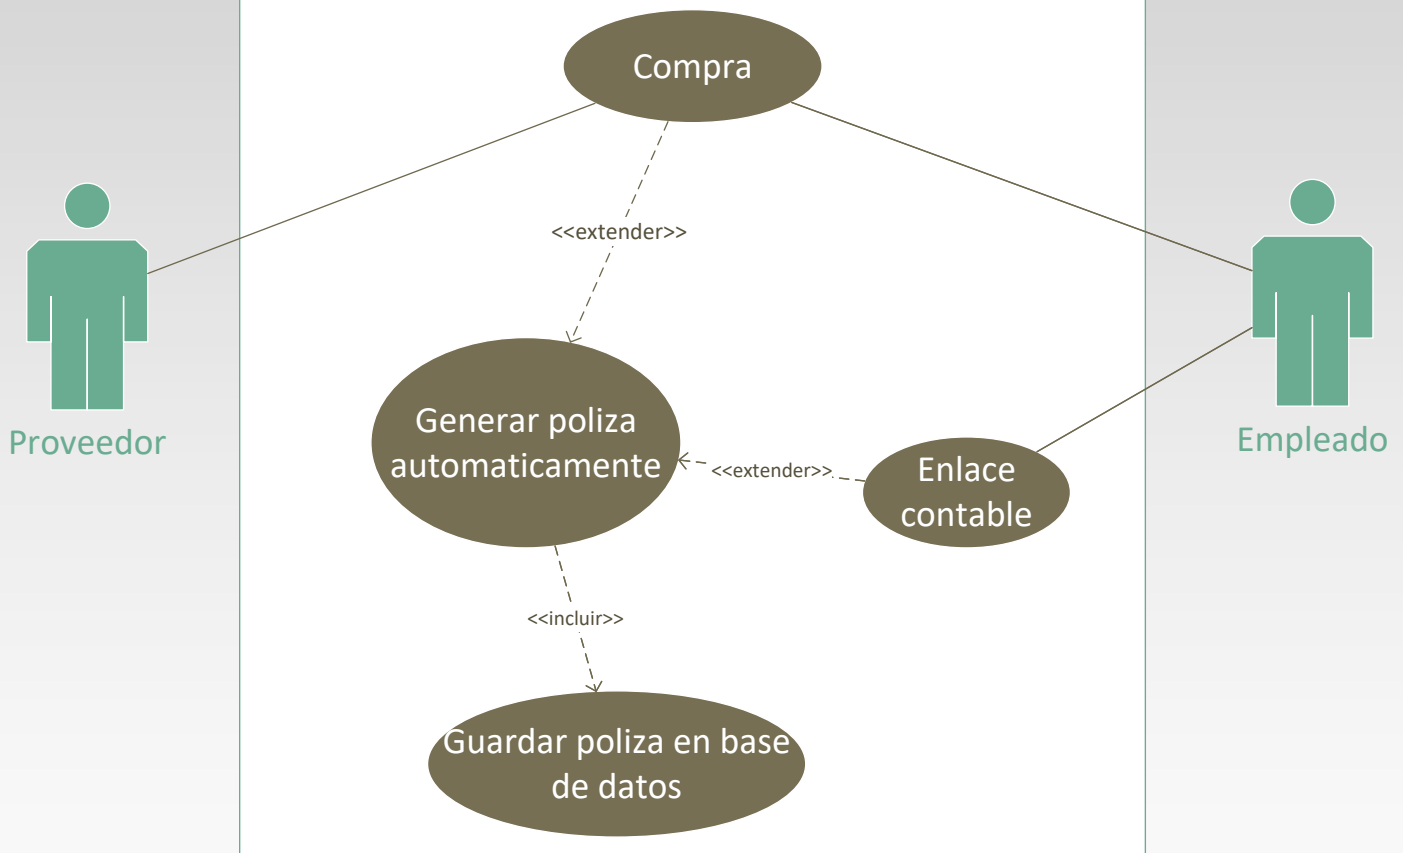 Compra
<<extender>>
Proveedor
Empleado
Generar poliza
automaticamente
<<extender>>
Enlace
contable
<<incluir>>
Guardar poliza en base
de datos